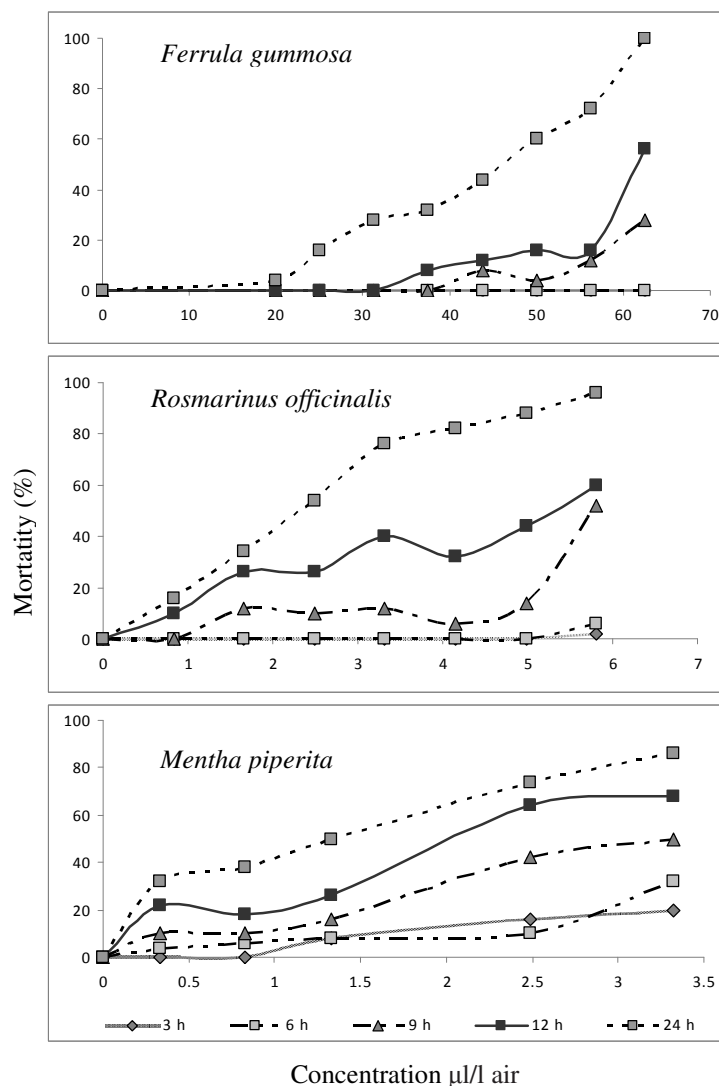 Ferrula gummosa
100
80
60
40
20
0
0 10 20 30 40 50 60 70
Rosmarinus officinalis
100
80
60
40
20
0
0 1 2 3 4 5 6 7
Mortatity (%)
Mentha piperita
100
80
60
40
20
0
0 0.5 1 1.5 2 2.5 3 3.5
3 h 6 h 9 h 12 h 24 h
Concentration µl/l air